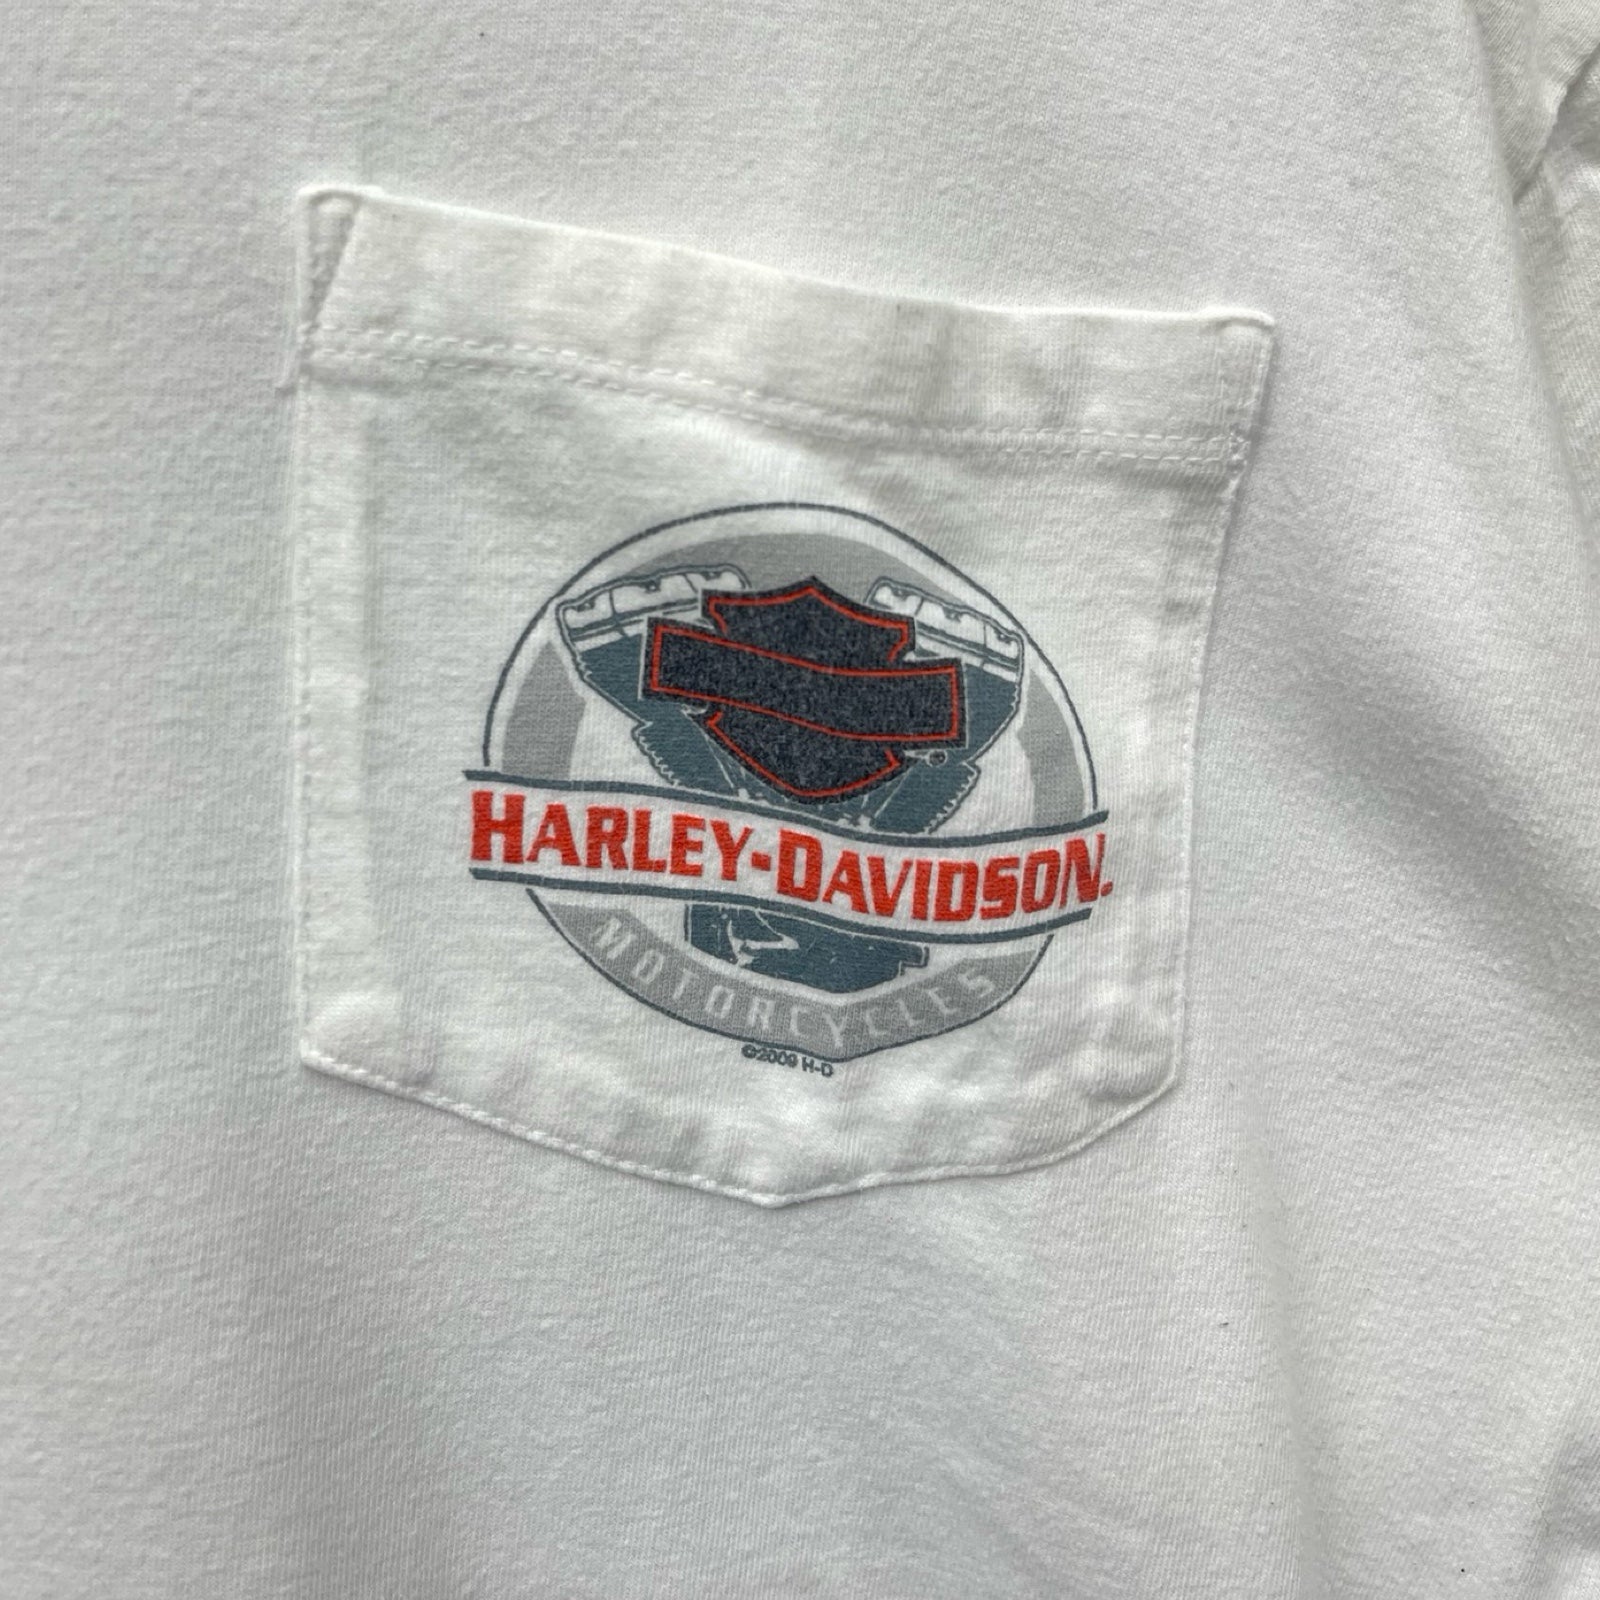 HARLEY-DAVIDSON.
MOTORCYCLES
©2009 H-D